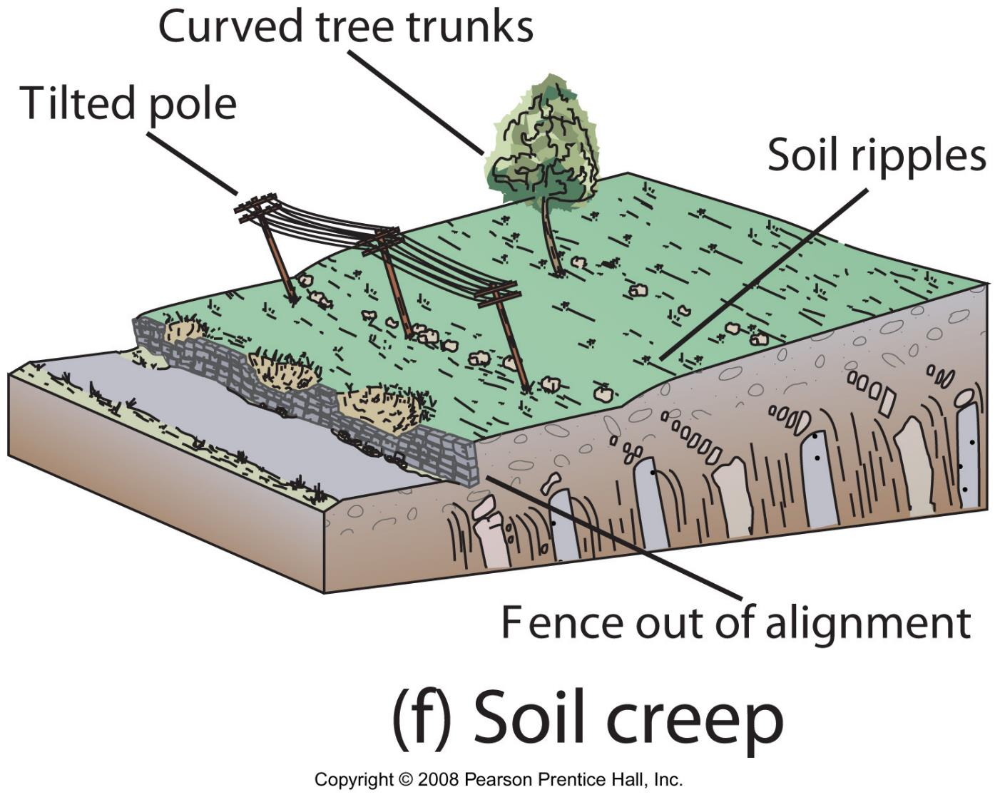 Curved tree trunks
Tilted pole
Soil ripples
Fence out of alignment
(f) Soil creep
Copyright © 2008 Pearson Prentice Hall, Inc.